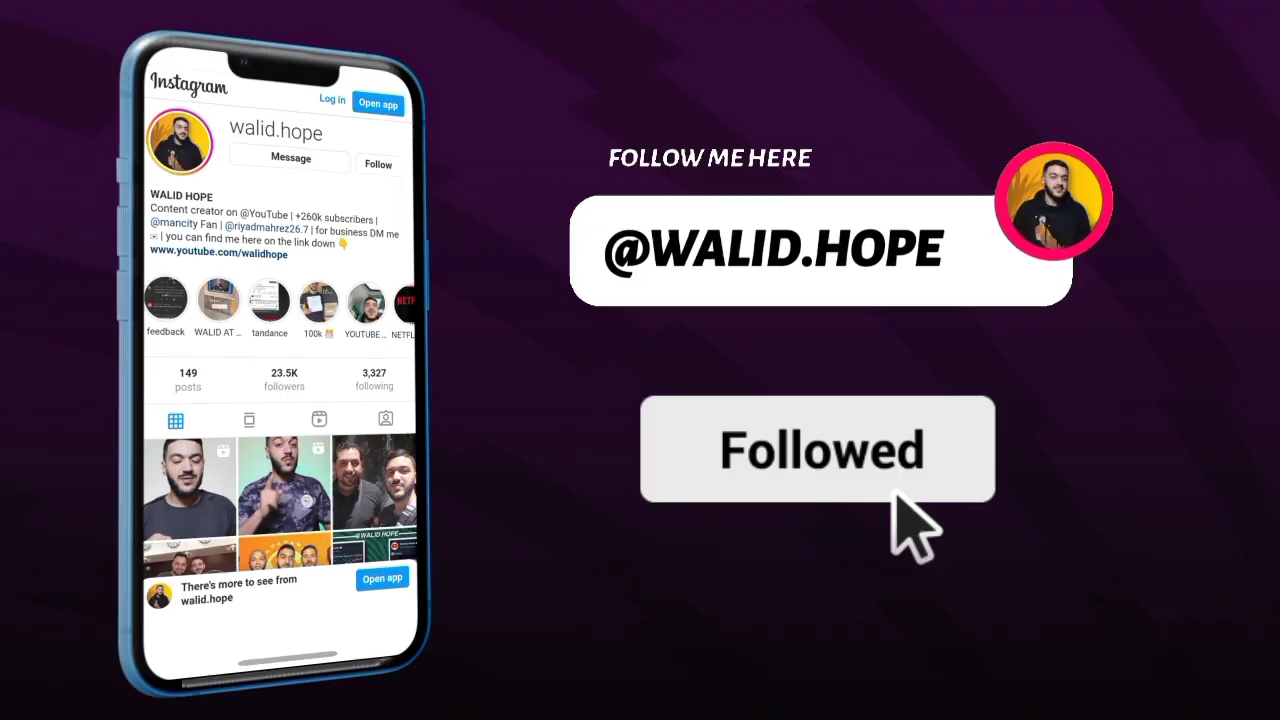 Instagram
Log in
Open app
walid.hope
Message
Follow
WALID HOPE
Content creator on @YouTube | +260k subscribers |
@mancity Fan | @riyadmahrez26.7 | for business DM me
✉️ | you can find me here on the link down 👇
www.youtube.com/walidhope
feedback
WALID AT ...
tandance
100k 🎊
YOUTUBE ...
NETFL
149
posts
23.5K
followers
3,327
following
@WALID HOPE
There's more to see from
walid.hope
Open app
FOLLOW ME HERE
@WALID.HOPE
Followed